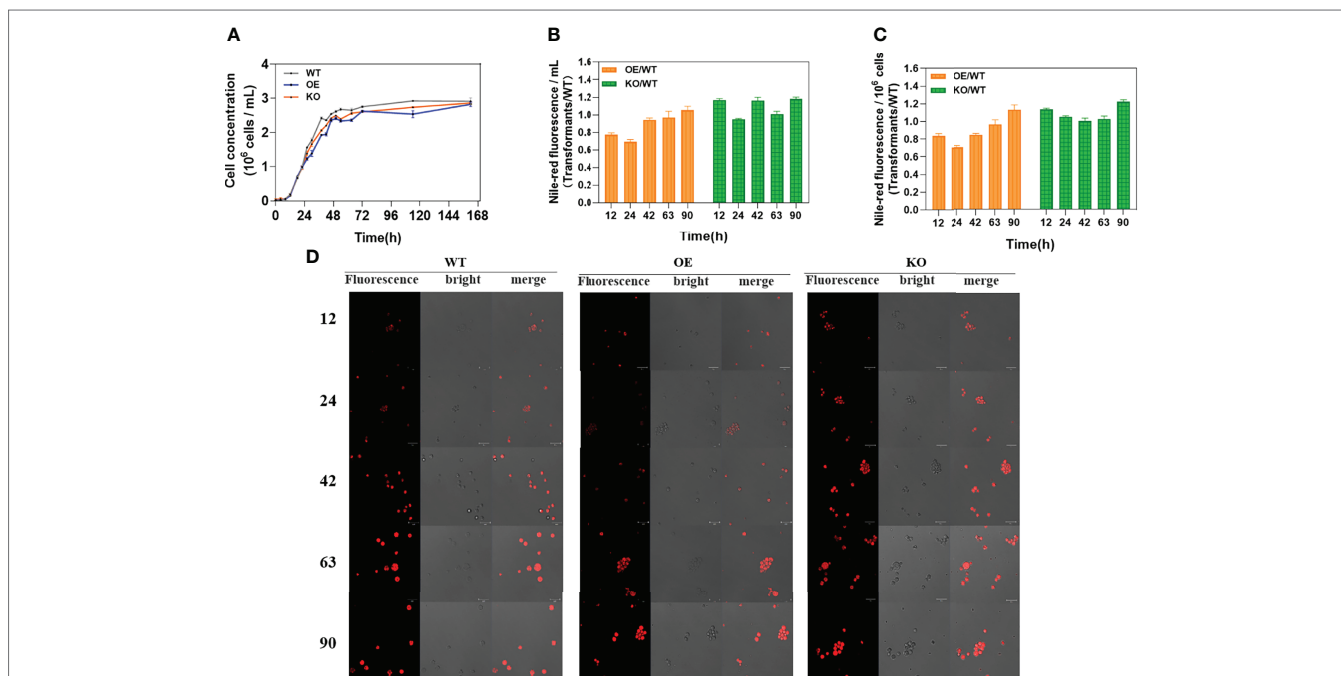 A
Cell concentration
(10⁶ cells / mL)
4
3
2
1
0
WT
OE
KO
0 24 48 72 96 120 144 168
Time(h)
B
Nile-red fluorescence / mL
(Transformants/WT)
1.6
1.4
1.2
1.0
0.8
0.6
0.4
0.2
0.0
OE/WT
KO/WT
12 24 42 63 90 12 24 42 63 90
Time(h)
C
Nile-red fluorescence / 10⁶ cells
(Transformants/WT)
1.6
1.4
1.2
1.0
0.8
0.6
0.4
0.2
0.0
OE/WT
KO/WT
12 24 42 63 90 12 24 42 63 90
Time(h)
D
WT OE KO
Fluorescence bright merge Fluorescence bright merge Fluorescence bright merge
12
24
42
63
90